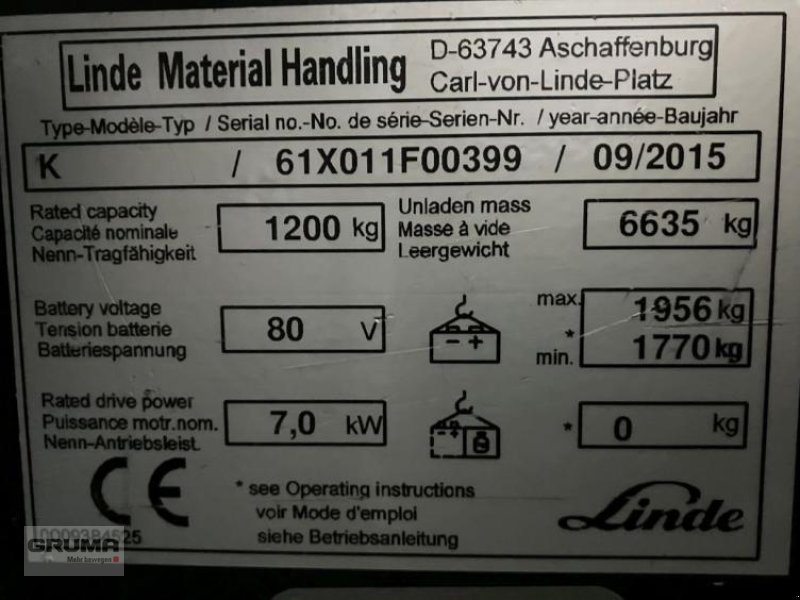 Linde Material Handling
D-63743 Aschaffenburg
Carl-von-Linde-Platz
Type-Modèle-Typ / Serial no.-No. de série-Serien-Nr. / year-année-Baujahr
K / 61X011F00399 / 09/2015
Rated capacity
Capacité nominale
Nenn-Tragfähigkeit
1200 kg
Unladen mass
Masse à vide
Leergewicht
6635 kg
Battery voltage
Tension batterie
Batteriespannung
80 V
- +
max. 1956 kg
*
min. 1770 kg
Rated drive power
Puissance motr.nom.
Nenn-Antriebsleist.
7,0 kW
- +
* 0 kg
CE
* see Operating instructions
voir Mode d'emploi
siehe Betriebsanleitung
Linde
GRUMA
Mehr bewegen